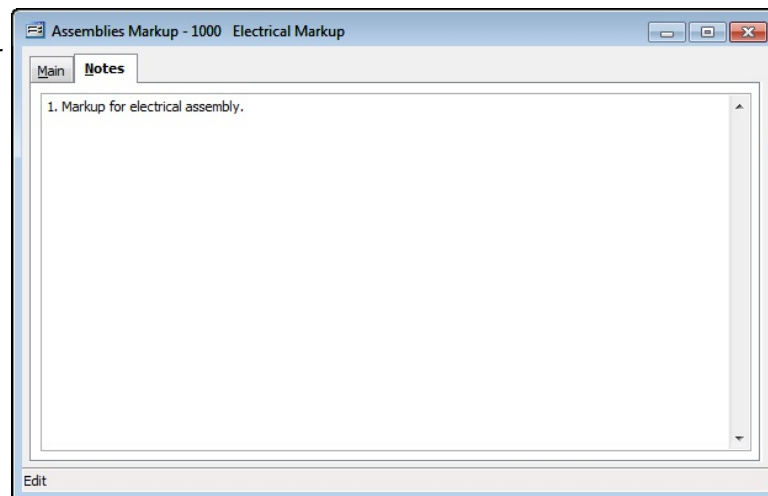 Assemblies Markup - 1000 Electrical Markup
Main Notes
1. Markup for electrical assembly.
Edit